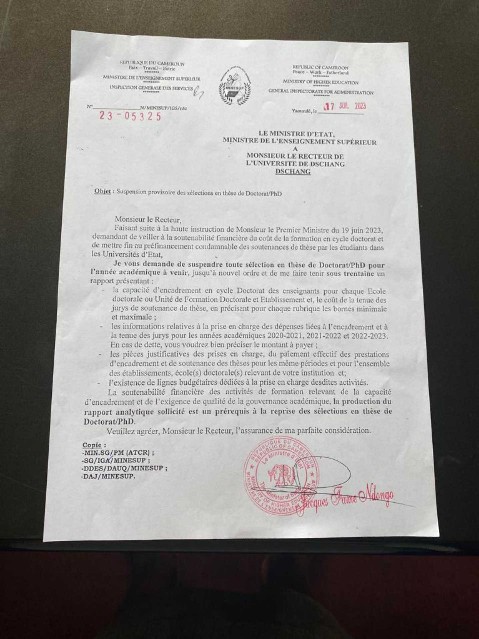 REPUBLIQUE DU CAMEROUN
Paix – Travail – Patrie
MINISTERE DE L'ENSEIGNEMENT SUPERIEUR
INSPECTION GENERALE DES SERVICES
REPUBLIC OF CAMEROON
Peace – Work – Fatherland
MINISTRY OF HIGHER EDUCATION
GENERAL INSPECTORATE FOR ADMINISTRATION
N° /MINESUP/IGS/
23-05325
Yaoundé, le 17 JUL 2023
LE MINISTRE D'ETAT,
MINISTRE DE L'ENSEIGNEMENT SUPÉRIEUR
A
MONSIEUR LE RECTEUR DE
L'UNIVERSITÉ DE DSCHANG
DSCHANG
Objet : Suspension provisoire des sélections en thèse de Doctorat/PhD
Monsieur le Recteur,
Faisant suite à la haute instruction de Monsieur le Premier Ministre du 19 juin 2023,
demandant de veiller à la soutenabilité financière du coût de la formation en cycle doctorat et
de mettre fin au préfinancement condamnable des soutenances de thèse par les étudiants dans
les Universités d'Etat,
Je vous demande de suspendre toute sélection en thèse de Doctorat/PhD pour
l'année académique à venir, jusqu'à nouvel ordre et de me faire tenir sous trentaine un
rapport présentant :
- la capacité d'encadrement en cycle Doctorat des enseignants pour chaque Ecole
doctorale ou Unité de Formation Doctorale et Etablissement et, le coût de la tenue des
jurys de soutenance de thèse, en précisant pour chaque rubrique les bornes minimale
et maximale ;
- les informations relatives à la prise en charge des dépenses liées à l'encadrement et à
la tenue des jurys pour les années académiques 2020-2021, 2021-2022 et 2022-2023.
En cas de dette, vous voudrez bien préciser le montant à payer ;
- les pièces justificatives des prises en charge, du paiement effectif des prestations
d'encadrement et de soutenance des thèses pour les même périodes et pour l'ensemble
des établissements, école(s) doctorale(s) relevant de votre institution et;
- l'existence de lignes budgétaires dédiées à la prise en charge desdites activités.
La soutenabilité financière des activités de formation relevant de la capacité
d'encadrement et de l'exigence de qualité de la gouvernance académique, la production du
rapport analytique sollicité est un prérequis à la reprise des sélections en thèse de
Doctorat/PhD.
Veuillez agréer, Monsieur le Recteur, l'assurance de ma parfaite considération.
Copie :
-MIN.SG/PM (ATCR) ;
-SG/IGA/MINESUP ;
-DDES/DAUQ/MINESUP ;
-DAJ/MINESUP.
Jacques Fame Ndongo